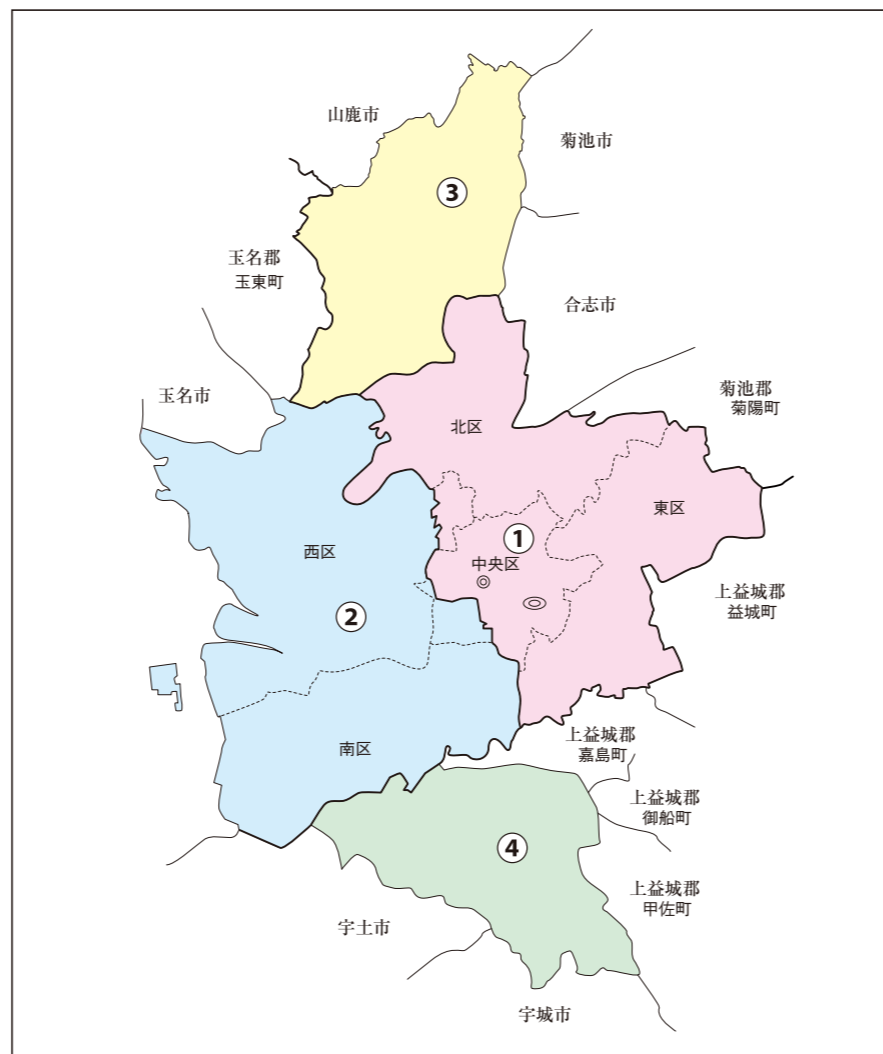 山鹿市
菊池市
③
玉名郡
玉東町
合志市
玉名市
菊池郡
菊陽町
北区
東区
①
西区
中央区
上益城郡
益城町
②
南区
上益城郡
嘉島町
上益城郡
御船町
④
上益城郡
甲佐町
宇土市
宇城市